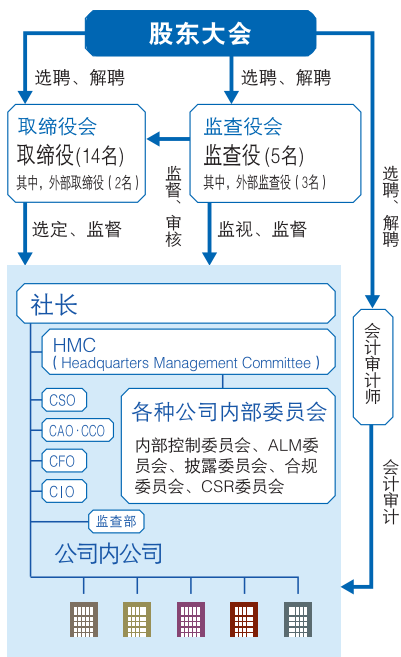 股东大会
选聘、解聘
选聘、解聘
选聘、解聘
取缔役会
取缔役(14名)
其中，外部取缔役（2名）
监查役会
监查役(5名)
其中，外部监查役（3名）
监督、审核
选定、监督
监视、监督
社长
HMC
（Headquarters Management Committee）
CSO
CAO·CCO
CFO
CIO
各种公司内部委员会
内部控制委员会、ALM委
员会、披露委员会、合规
委员会、CSR委员会
监查部
公司内公司
会计审计师
会计审计